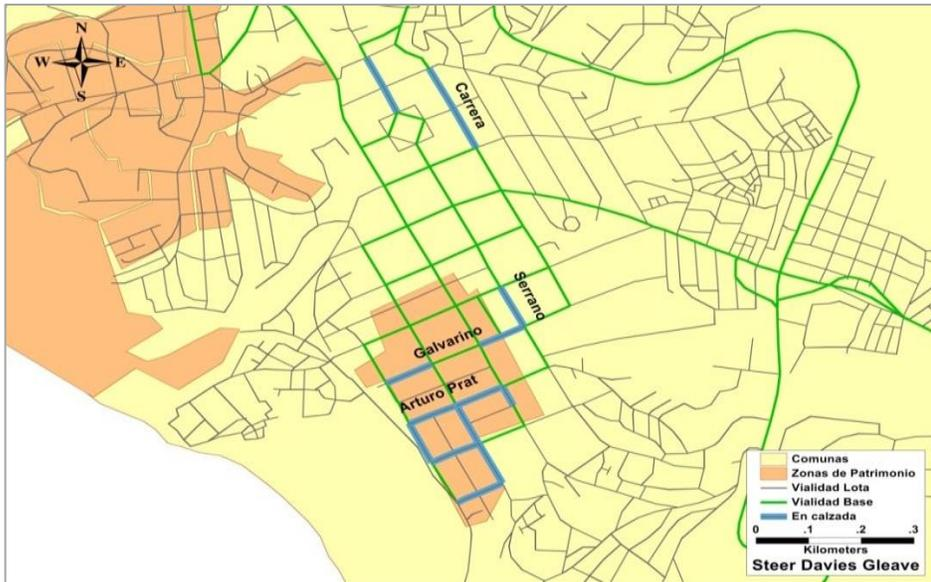 N
W E
S
Carrera
Serrano
Galvarino
Arturo Prat
Comunas
Zonas de Patrimonio
Vialidad Lota
Vialidad Base
En calzada
0 .1 .2 .3
Kilometers
Steer Davies Gleave